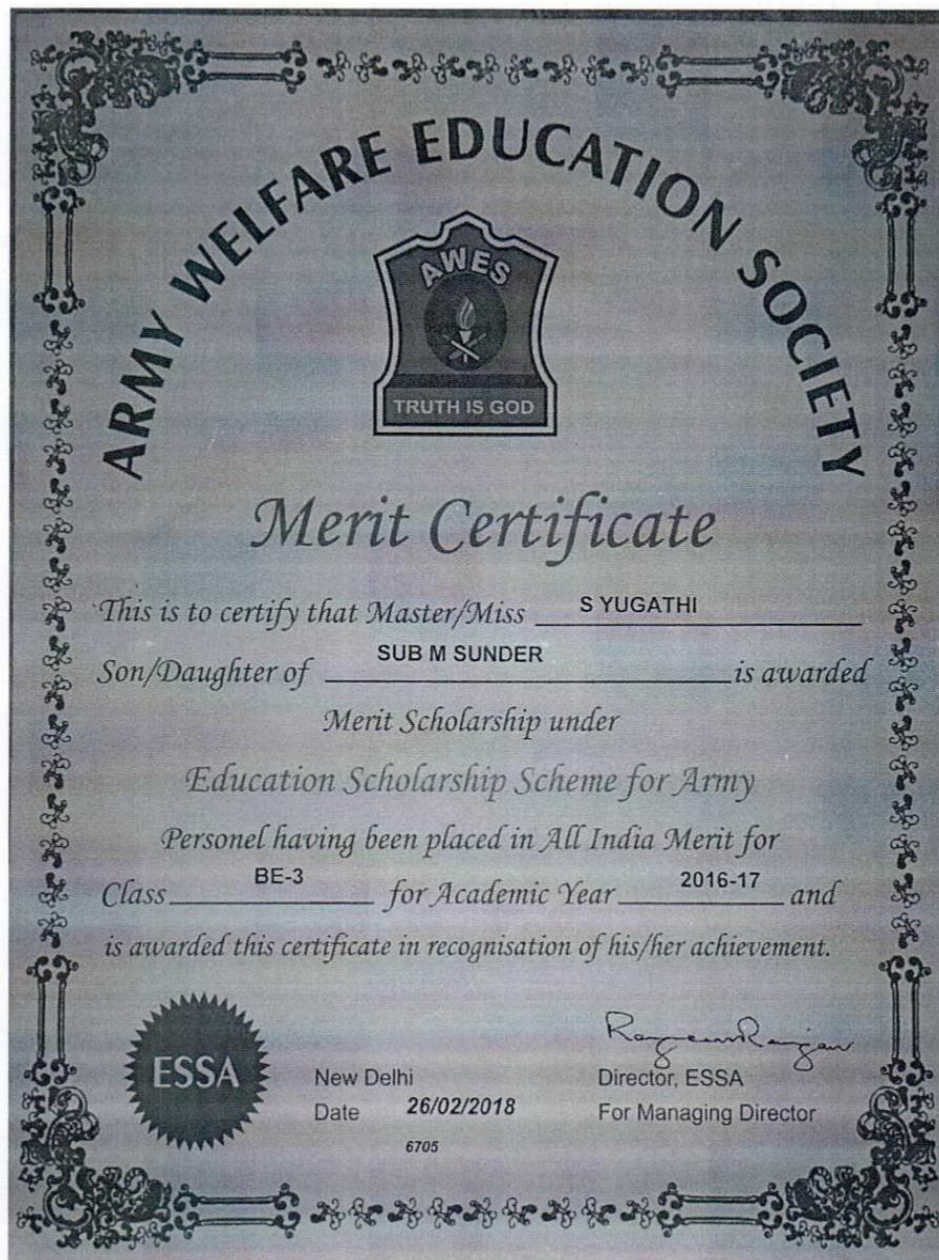 ARMY WELFARE EDUCATION SOCIETY
AWES
TRUTH IS GOD
Merit Certificate
This is to certify that Master/Miss S YUGATHI
Son/Daughter of SUB M SUNDER is awarded
Merit Scholarship under
Education Scholarship Scheme for Army
Personel having been placed in All India Merit for
Class BE-3 for Academic Year 2016-17 and
is awarded this certificate in recognisation of his/her achievement.
ESSA
New Delhi
Date 26/02/2018
6705
Director, ESSA
For Managing Director